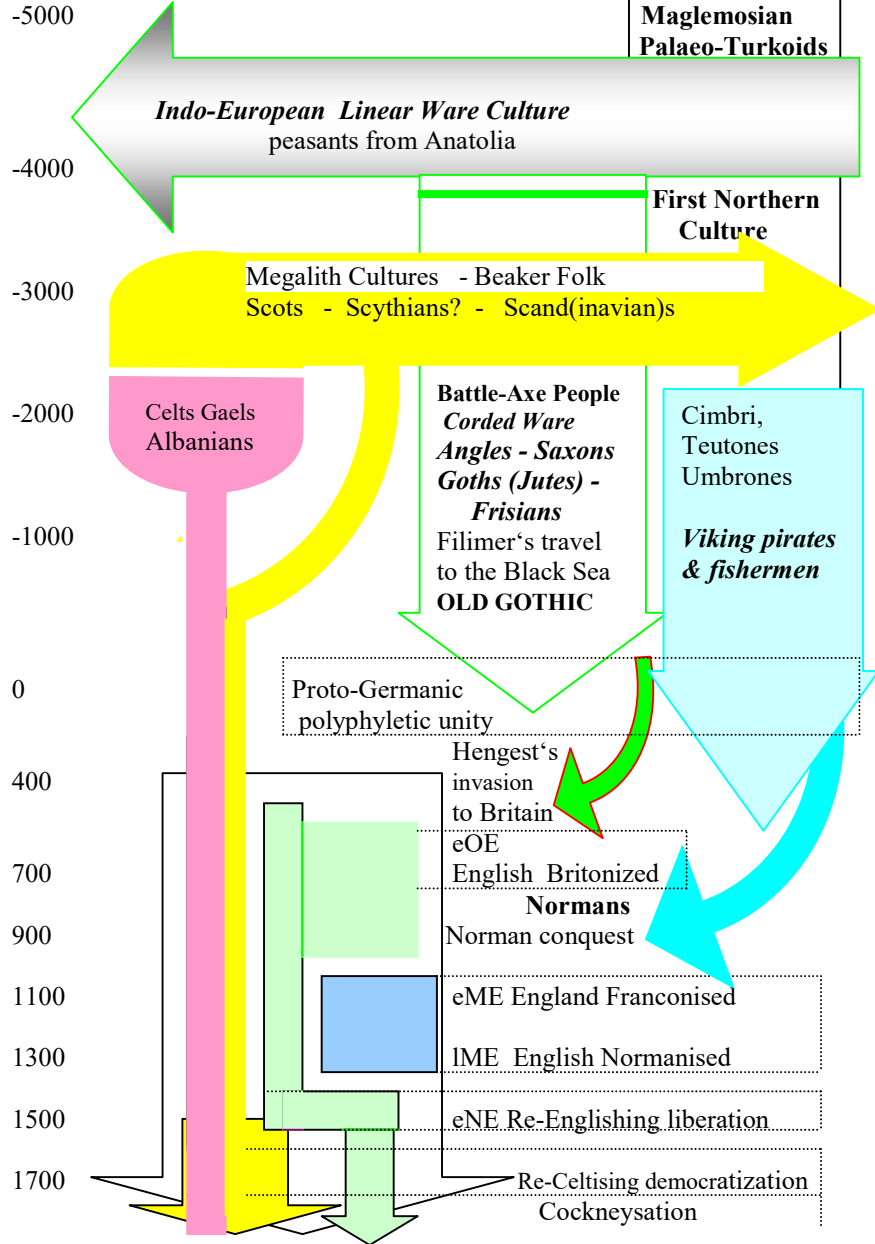 -5000
Maglemosian
Palaeo-Turkoids
Indo-European Linear Ware Culture
peasants from Anatolia
-4000
First Northern
Culture
Megalith Cultures - Beaker Folk
-3000
Scots - Scythians? - Scand(inavian)s
Battle-Axe People
Corded Ware
Angles - Saxons
Goths (Jutes) -
Frisians
Filimer‘s travel
to the Black Sea
OLD GOTHIC
-2000
Celts Gaels
Albanians
Cimbri,
Teutones
Umbrones
Viking pirates
& fishermen
-1000
0
Proto-Germanic
polyphyletic unity
Hengest‘s
invasion
to Britain
400
eOE
700
English Britonized
Normans
900
Norman conquest
1100
eME England Franconised
1300
lME English Normanised
1500
eNE Re-Englishing liberation
1700
Re-Celtising democratization
Cockneysation